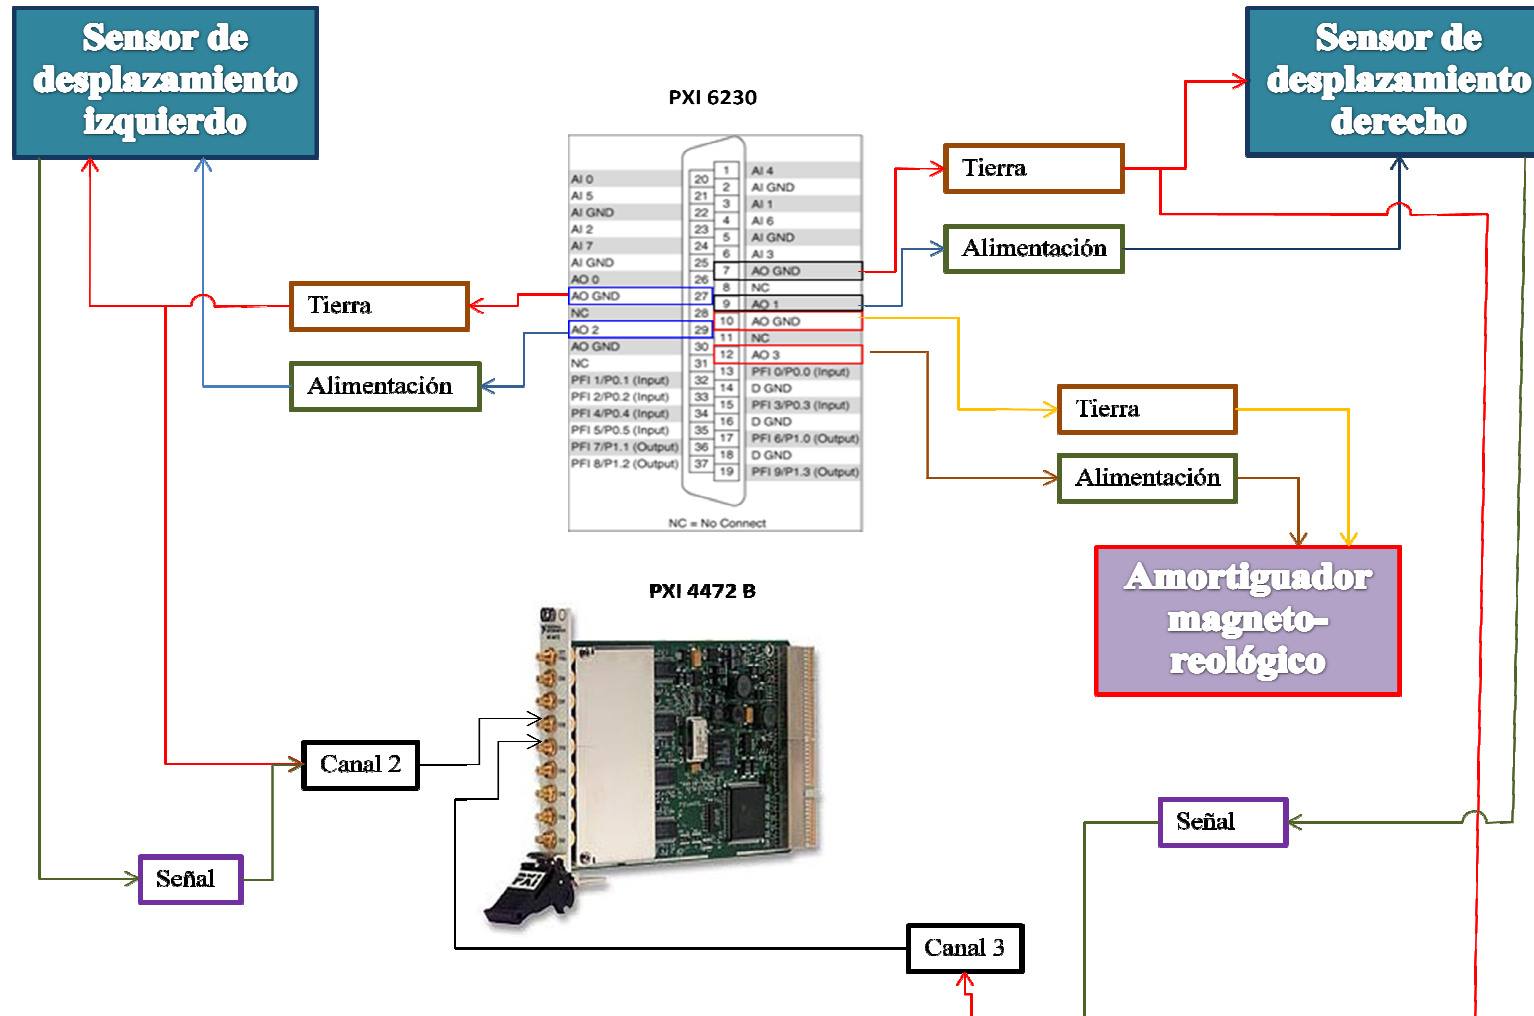 Sensor de
desplazamiento
izquierdo
Sensor de
desplazamiento
derecho
PXI 6230
AI 0
AI 5
AI GND
AI 2
AI 7
AI GND
AO 0
AO GND
NC
AO 2
AO GND
NC
PFI 1/P0.1 (Input)
PFI 2/P0.2 (Input)
PFI 4/P0.4 (Input)
PFI 5/P0.5 (Input)
PFI 7/P1.1 (Output)
PFI 8/P1.2 (Output)
20
21
22
23
24
25
26
27
28
29
30
31
32
33
34
35
36
37
1
2
3
4
5
6
7
8
9
10
11
12
13
14
15
16
17
18
19
AI 4
AI GND
AI 1
AI 6
AI GND
AI 3
AO GND
NC
AO 1
AO GND
NC
AO 3
PFI 0/P0.0 (Input)
D GND
PFI 3/P0.3 (Input)
D GND
PFI 6/P1.0 (Output)
D GND
PFI 9/P1.3 (Output)
NC = No Connect
Tierra
Alimentación
Tierra
Alimentación
Tierra
Alimentación
Amortiguador
magneto-
reológico
PXI 4472 B
PXI
Canal 2
Señal
Señal
Canal 3